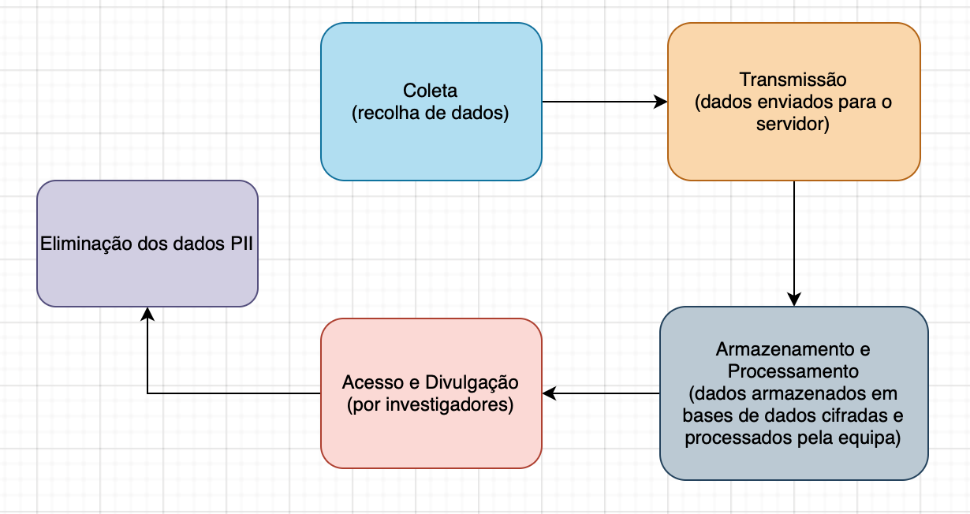 Coleta
(recolha de dados)
Transmissão
(dados enviados para o
servidor)
Eliminação dos dados PII
Armazenamento e
Processamento
(dados armazenados em
bases de dados cifradas e
processados pela equipa)
Acesso e Divulgação
(por investigadores)